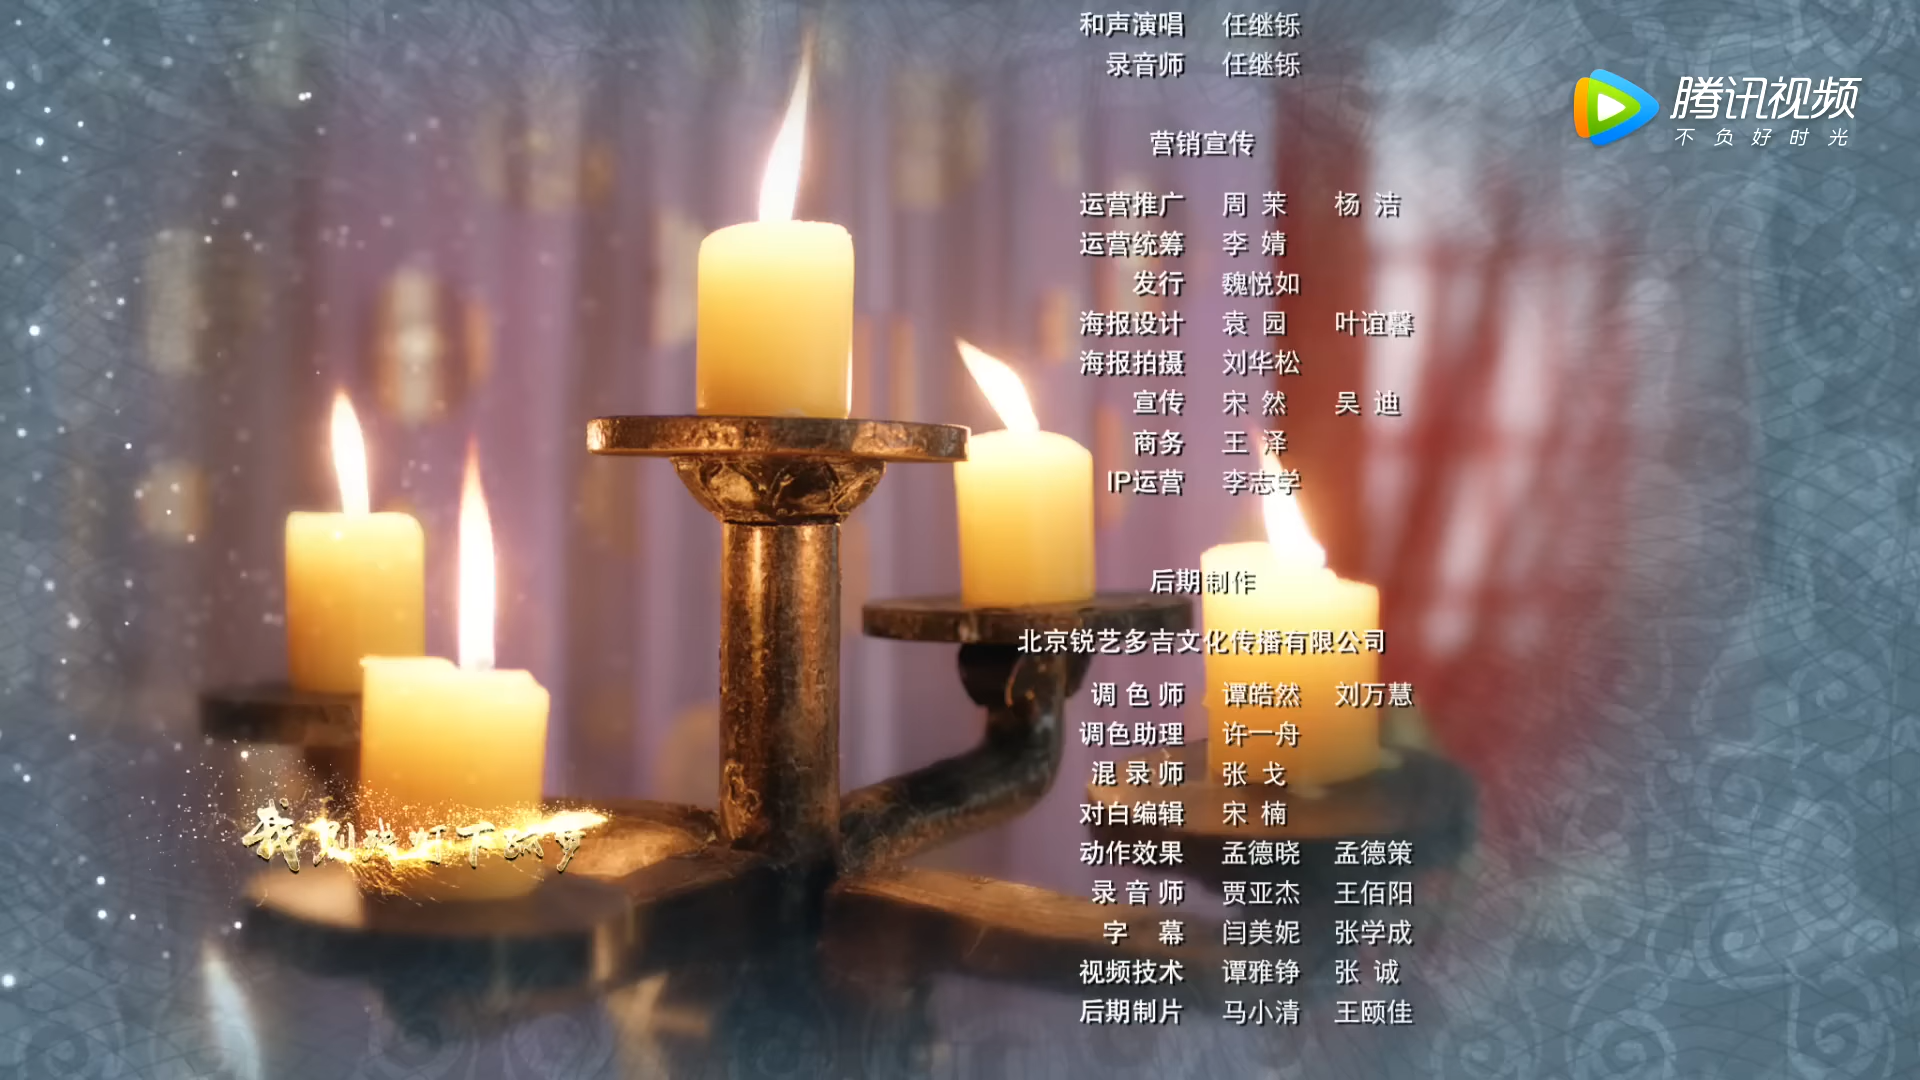 和声演唱 任继铄
录音师 任继铄
腾讯视频
不负好时光
营销宣传
运营推广 周茉 杨洁
运营统筹 李婧
发行 魏悦如
海报设计 袁园 叶谊馨
海报拍摄 刘华松
宣传 宋然 吴迪
商务 王泽
IP运营 李志学
后期制作
北京锐艺多吉文化传播有限公司
调色师 谭皓然 刘万慧
调色助理 许一舟
混录师 张戈
对白编辑 宋楠
动作效果 孟德晓 孟德策
录音师 贾亚杰 王佰阳
字幕 闫美妮 张学成
视频技术 谭雅铮 张诚
后期制片 马小清 王颐佳